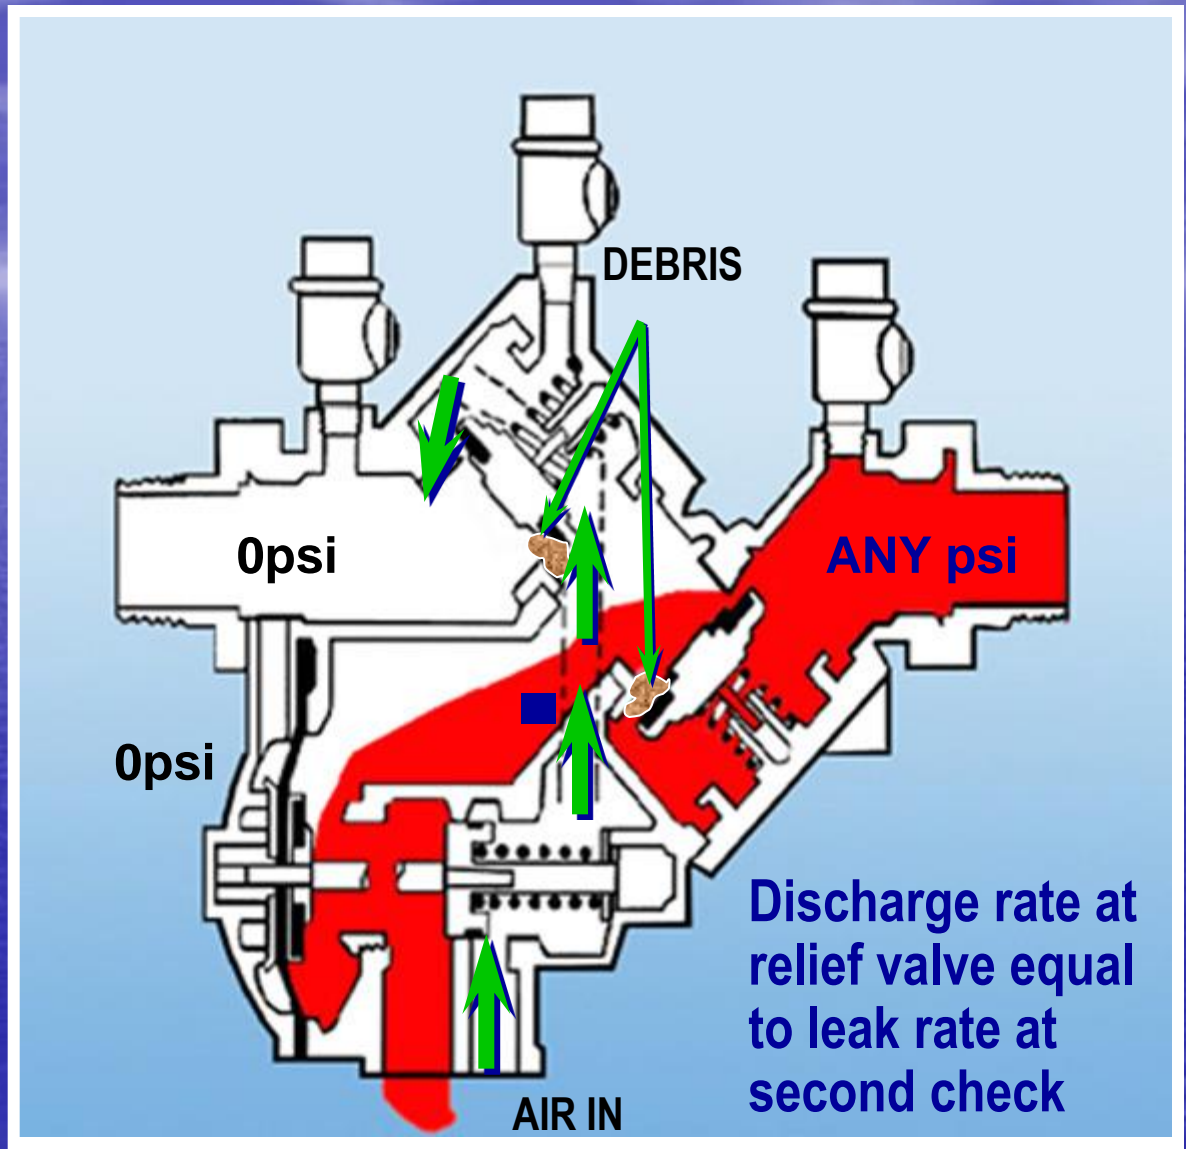 DEBRIS
0psi
ANY psi
0psi
Discharge rate at
relief valve equal
to leak rate at
second check
AIR IN